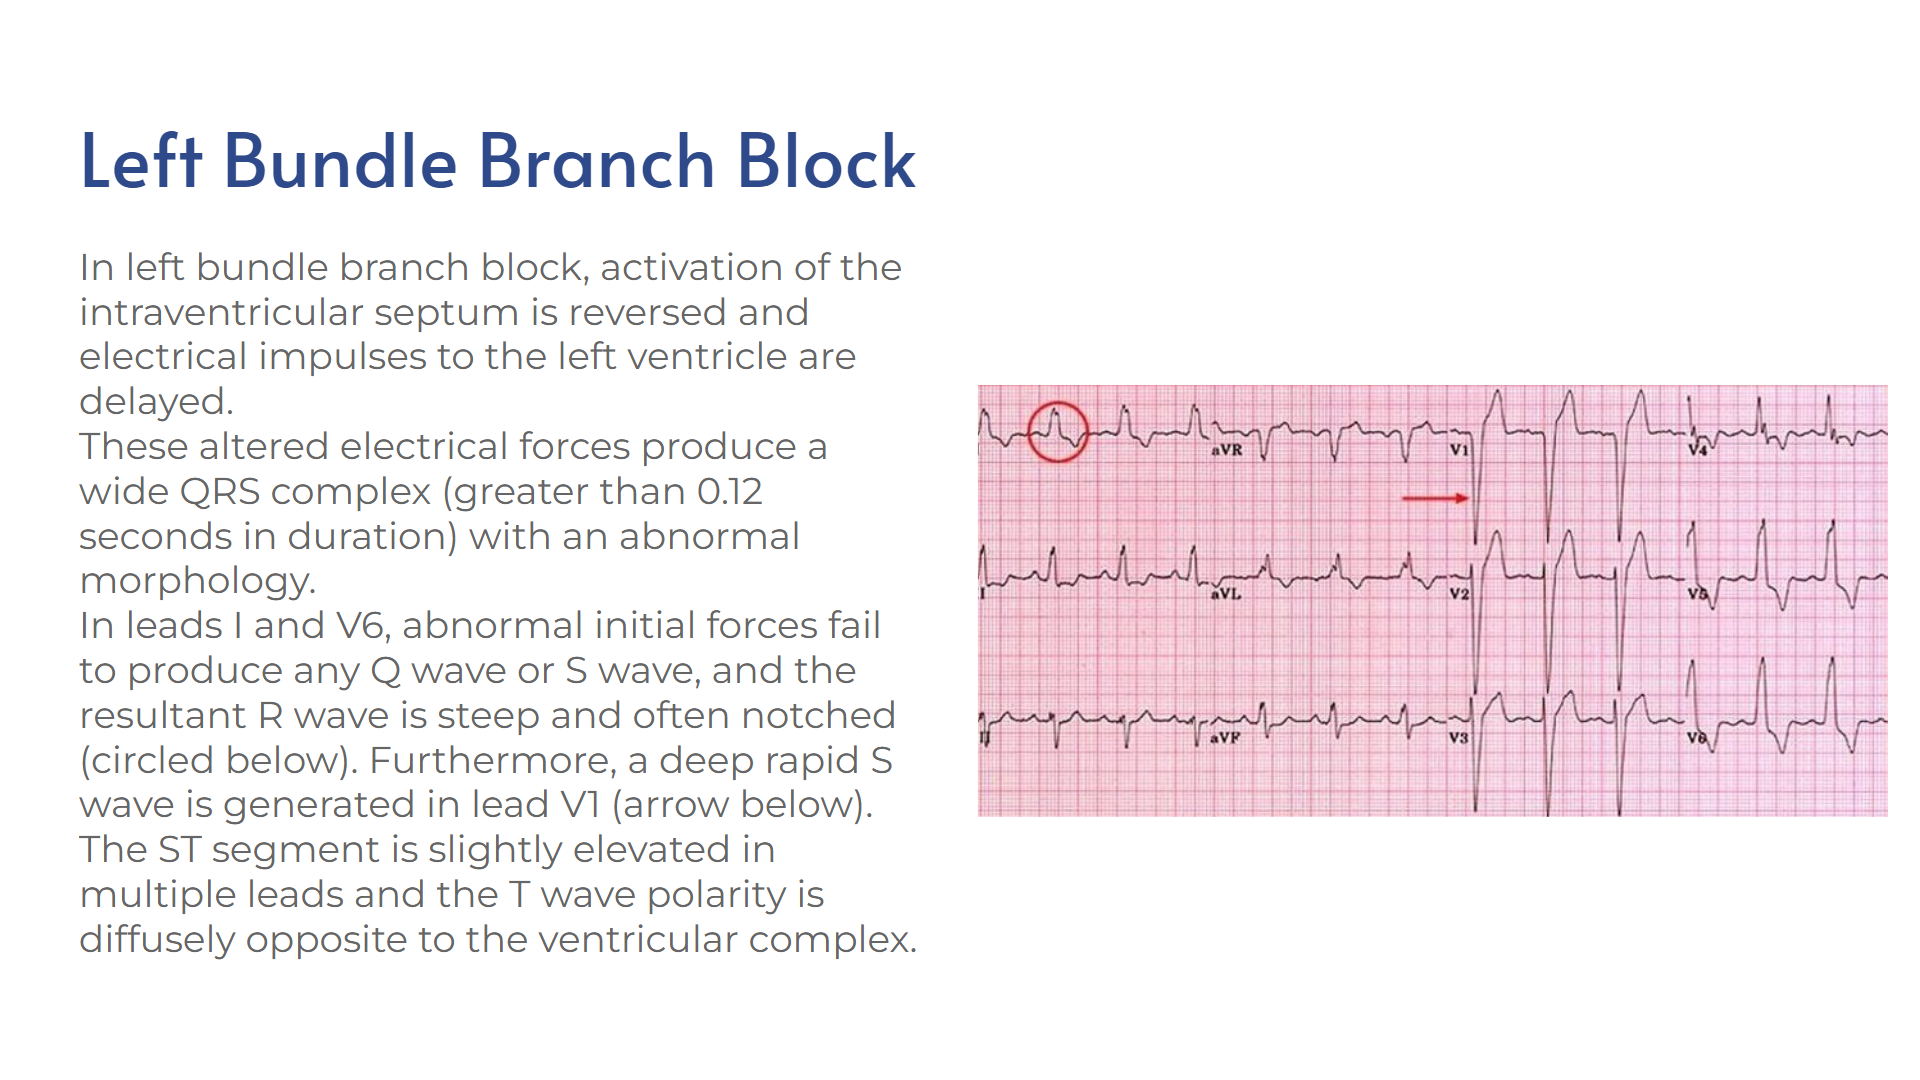 Left Bundle Branch Block
In left bundle branch block, activation of the
intraventricular septum is reversed and
electrical impulses to the left ventricle are
delayed.
These altered electrical forces produce a
wide QRS complex (greater than 0.12
seconds in duration) with an abnormal
morphology.
In leads I and V6, abnormal initial forces fail
to produce any Q wave or S wave, and the
resultant R wave is steep and often notched
(circled below). Furthermore, a deep rapid S
wave is generated in lead V1 (arrow below).
The ST segment is slightly elevated in
multiple leads and the T wave polarity is
diffusely opposite to the ventricular complex.
aVR V1 V4
I aVL V2 V5
II aVF V3 V6